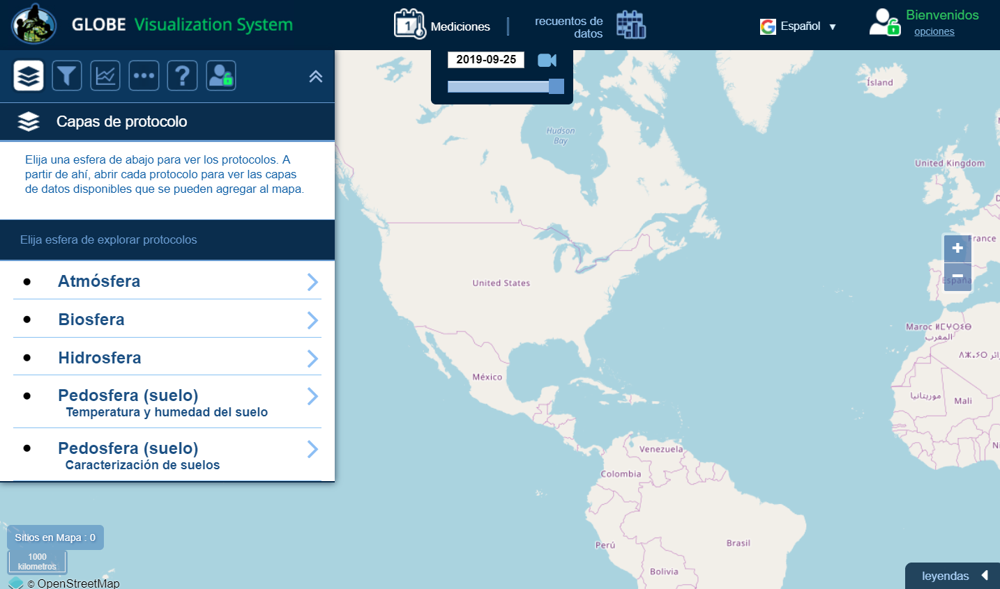 GLOBE Visualization System
1
Mediciones
recuentos de
datos
Español ▼
Bienvenidos
opciones
2019-09-25
?
Capas de protocolo
Elija una esfera de abajo para ver los protocolos. A
partir de ahí, abrir cada protocolo para ver las capas
de datos disponibles que se pueden agregar al mapa.
Elija esfera de explorar protocolos
Atmósfera
Biosfera
Hidrosfera
Pedosfera (suelo)
Temperatura y humedad del suelo
Pedosfera (suelo)
Caracterización de suelos
Ísland
Hudson
Bay
United Kingdom
France
España
United States
Maroc ⵍⵎⵖⵔⵉⴱ
المغرب
México
موريتانيا
Mali
Venezuela
Colombia
Perú
Brasil
Bolivia
+
−
Sitios en Mapa : 0
1000
kilometros
© OpenStreetMap
leyendas